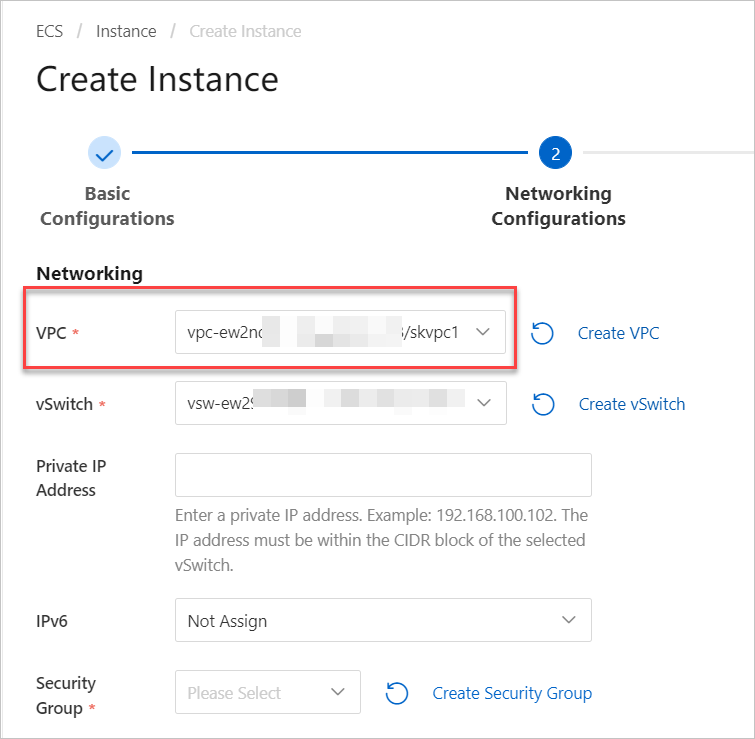 ECS / Instance / Create Instance
Create Instance
2
Basic
Configurations
Networking
Configurations
Networking
VPC *
/skvpc1
Create VPC
vSwitch *
Create vSwitch
Private IP
Address
Enter a private IP address. Example: 192.168.100.102. The
IP address must be within the CIDR block of the selected
vSwitch.
IPv6
Not Assign
Security
Group *
Please Select
Create Security Group